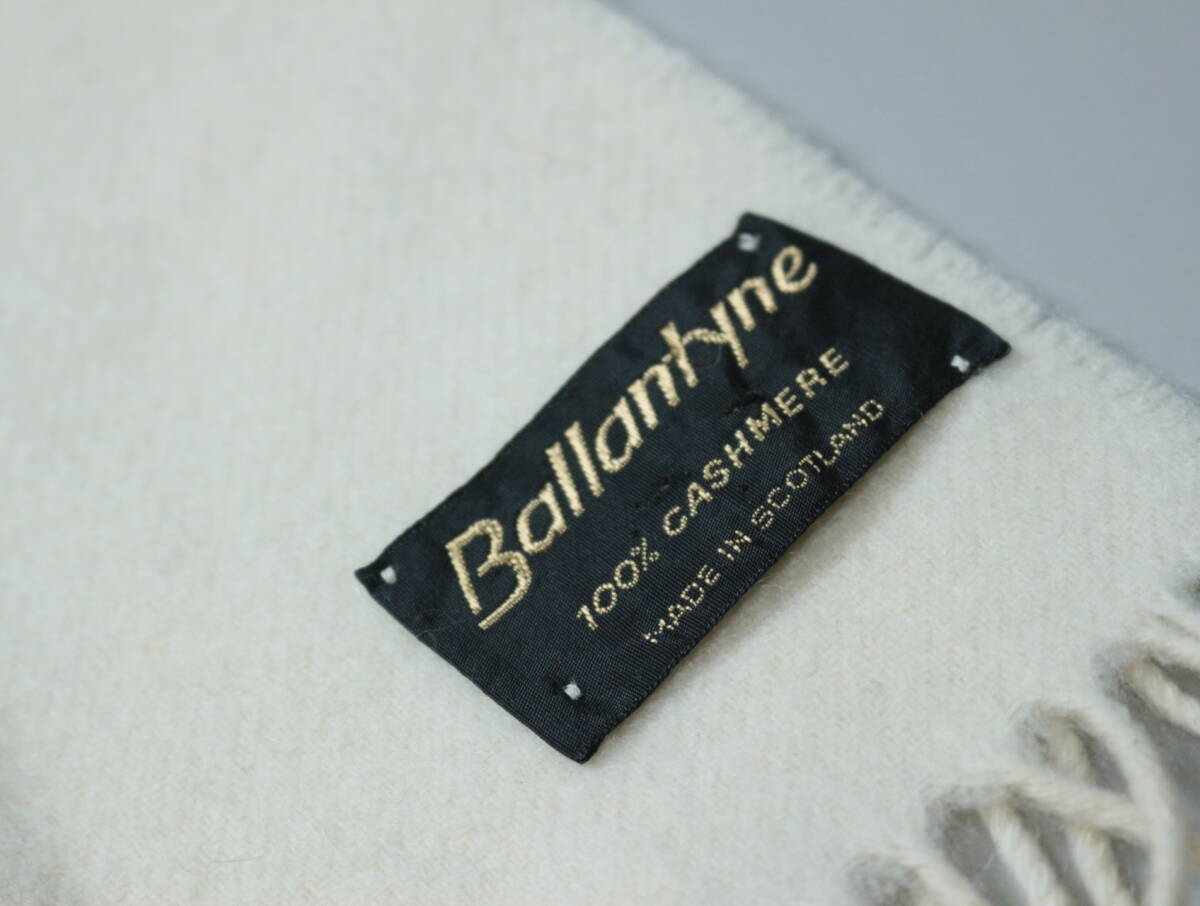 Ballantyne
100% CASHMERE
MADE IN SCOTLAND